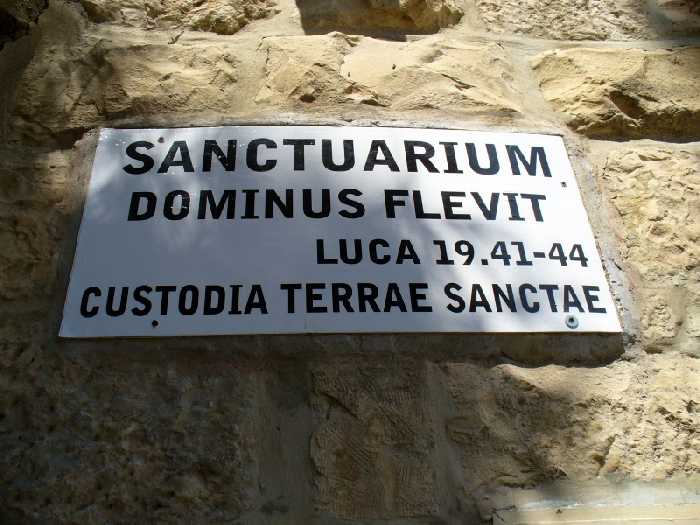 SANCTUARIUM
DOMINUS FLEVIT
LUCA 19.41-44
CUSTODIA TERRAE SANCTAE